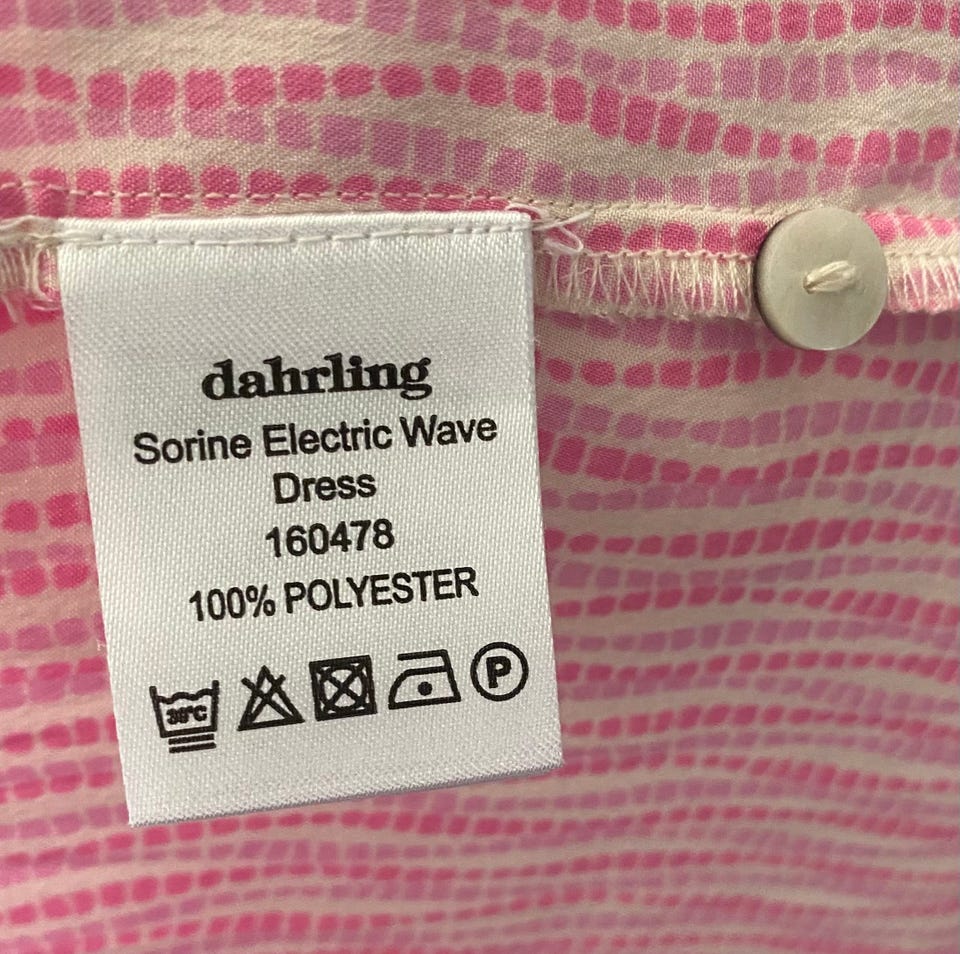 dahrling
Sorine Electric Wave
Dress
160478
100% POLYESTER
30°C P